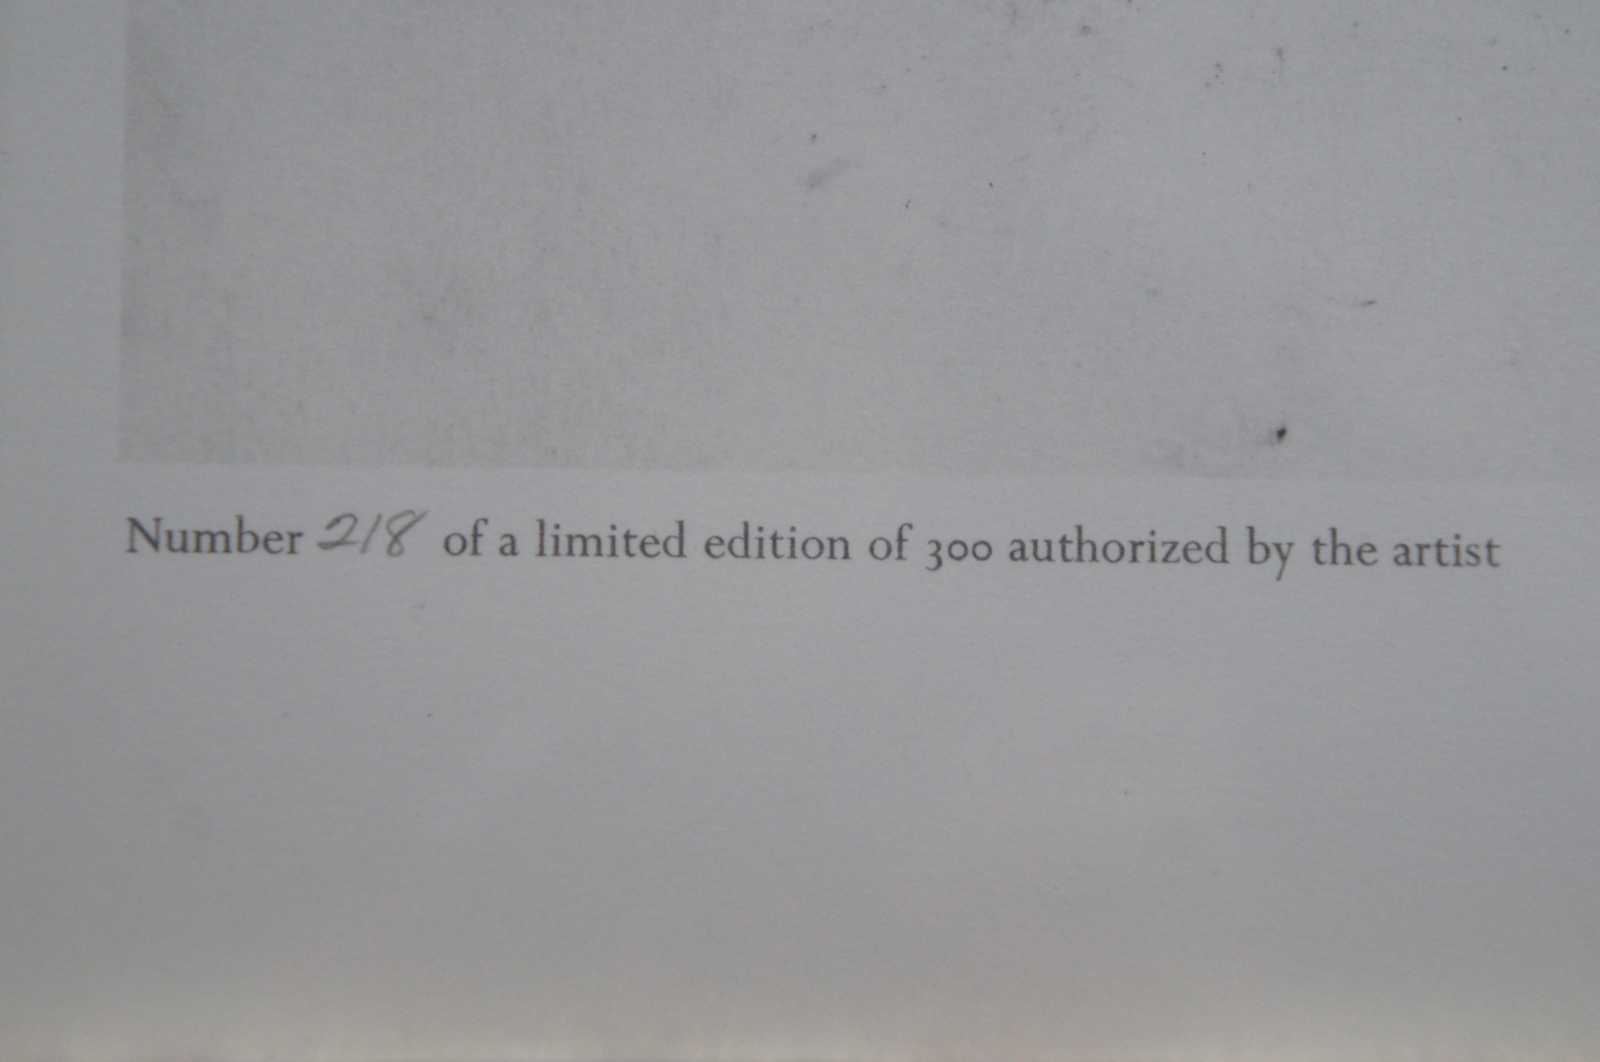 Number 218 of a limited edition of 300 authorized by the artist